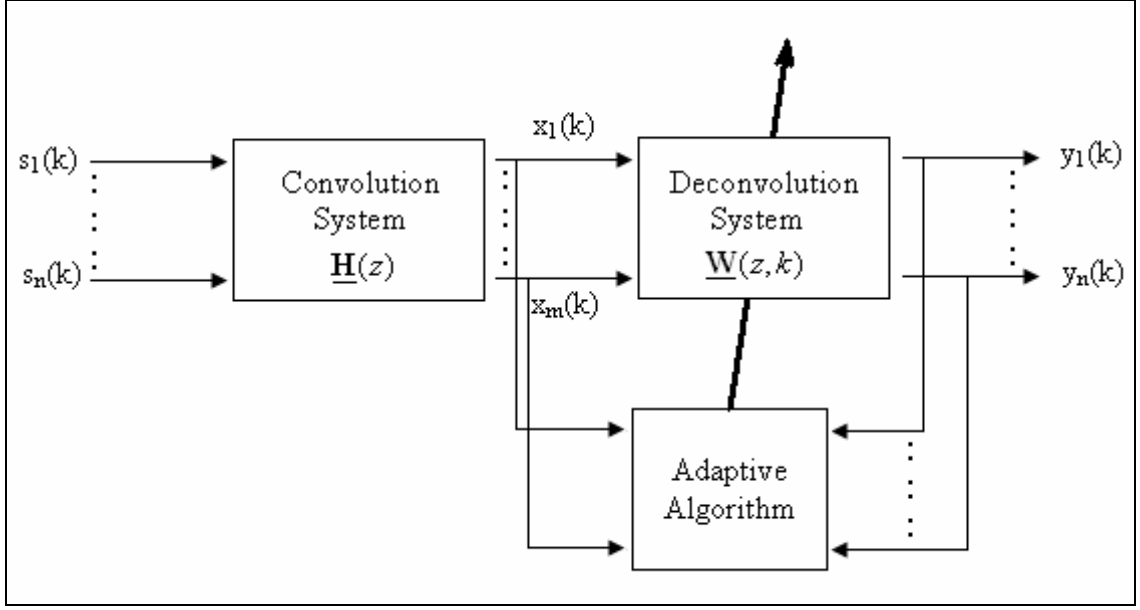 s₁(k)
sₙ(k)
Convolution
System
H(z)
x₁(k)
xₘ(k)
Deconvolution
System
W(z, k)
y₁(k)
yₙ(k)
Adaptive
Algorithm